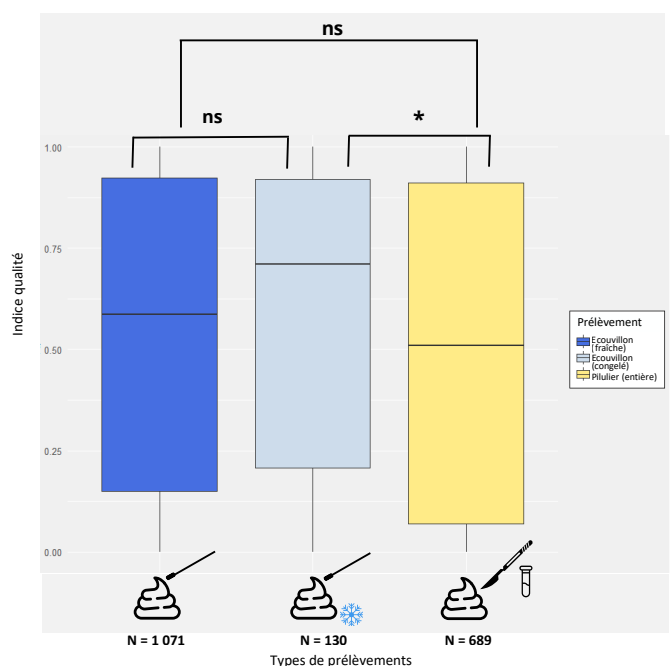 ns
ns
*
1.00
0.75
0.50
0.25
0.00
Indice qualité
Prélèvement
Ecouvillon
(fraîche)
Ecouvillon
(congelé)
Pilulier (entière)
N = 1 071
N = 130
N = 689
Types de prélèvements